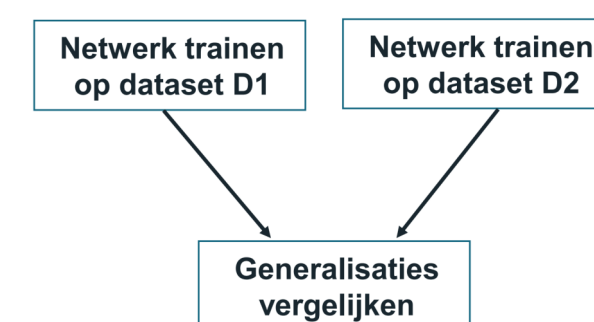 Netwerk trainen
op dataset D1
Netwerk trainen
op dataset D2
Generalisaties
vergelijken